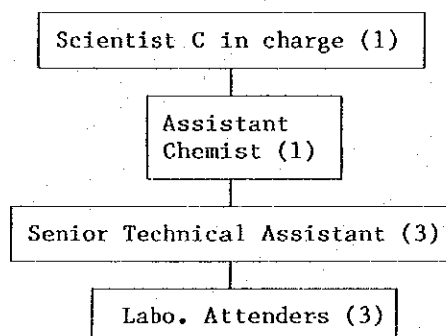 Scientist C in charge (1)
Assistant
Chemist (1)
Senior Technical Assistant (3)
Labo. Attenders (3)